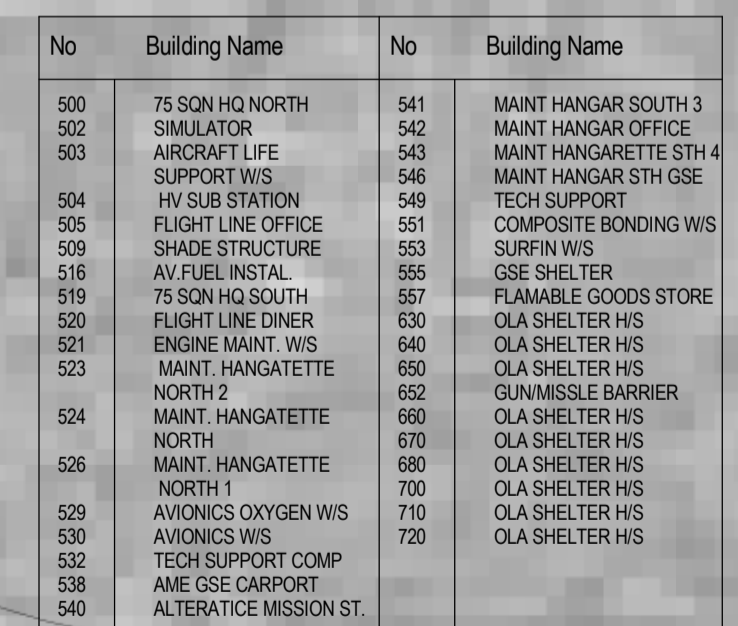 No Building Name
500 75 SQN HQ NORTH
502 SIMULATOR
503 AIRCRAFT LIFE
SUPPORT W/S
504 HV SUB STATION
505 FLIGHT LINE OFFICE
509 SHADE STRUCTURE
516 AV.FUEL INSTAL.
519 75 SQN HQ SOUTH
520 FLIGHT LINE DINER
521 ENGINE MAINT. W/S
523 MAINT. HANGATETTE
NORTH 2
524 MAINT. HANGATETTE
NORTH
526 MAINT. HANGATETTE
NORTH 1
529 AVIONICS OXYGEN W/S
530 AVIONICS W/S
532 TECH SUPPORT COMP
538 AME GSE CARPORT
540 ALTERATICE MISSION ST.
No Building Name
541 MAINT HANGAR SOUTH 3
542 MAINT HANGAR OFFICE
543 MAINT HANGARETTE STH 4
546 MAINT HANGAR STH GSE
549 TECH SUPPORT
551 COMPOSITE BONDING W/S
553 SURFIN W/S
555 GSE SHELTER
557 FLAMABLE GOODS STORE
630 OLA SHELTER H/S
640 OLA SHELTER H/S
650 OLA SHELTER H/S
652 GUN/MISSLE BARRIER
660 OLA SHELTER H/S
670 OLA SHELTER H/S
680 OLA SHELTER H/S
700 OLA SHELTER H/S
710 OLA SHELTER H/S
720 OLA SHELTER H/S